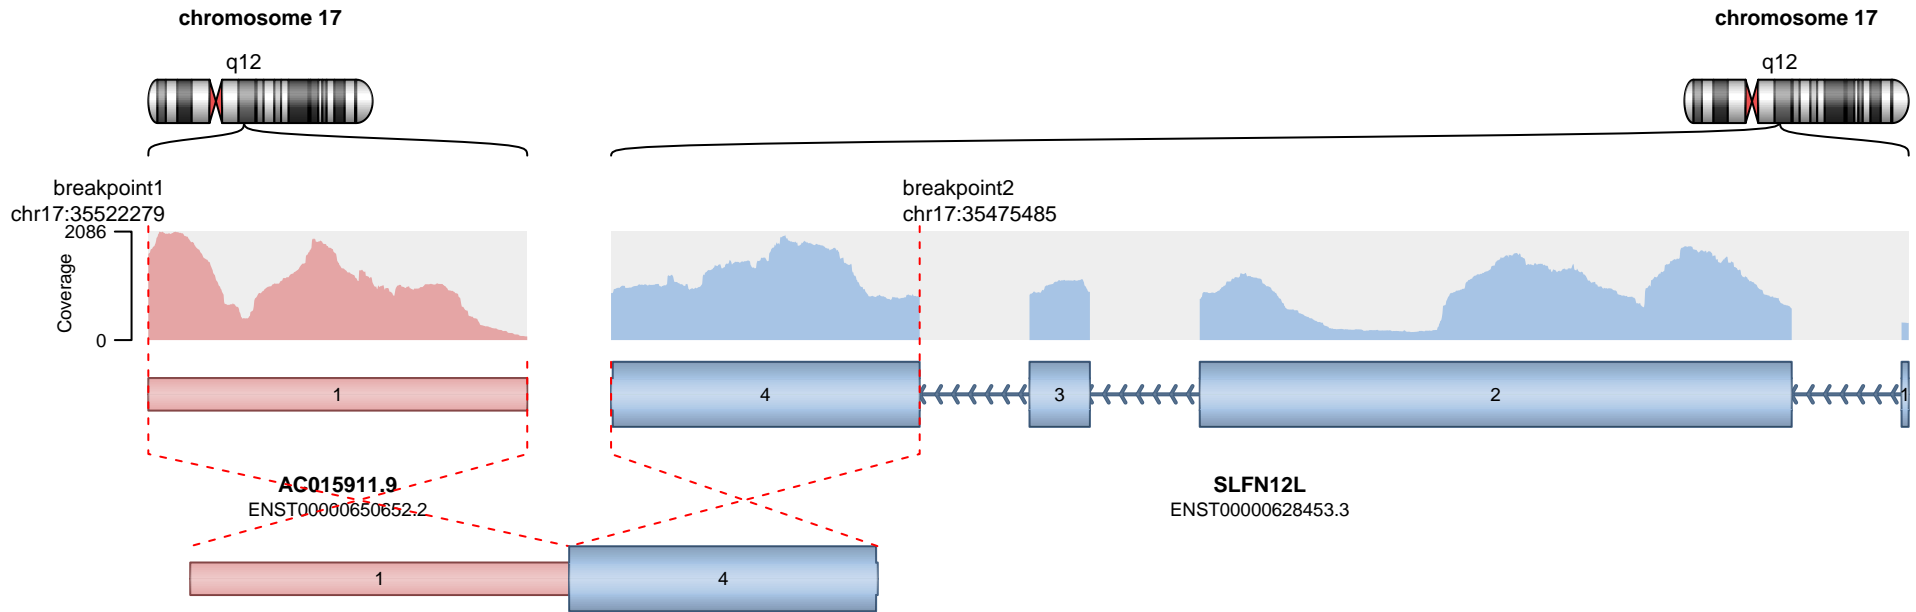 chromosome 17
chromosome 17
q12
q12
breakpoint1
chr17:35522279
breakpoint2
chr17:35475485
2086
Coverage
0
1
4
3
2
1
AC015911.9
ENST00000650652.2
SLFN12L
ENST00000628453.3
1
4